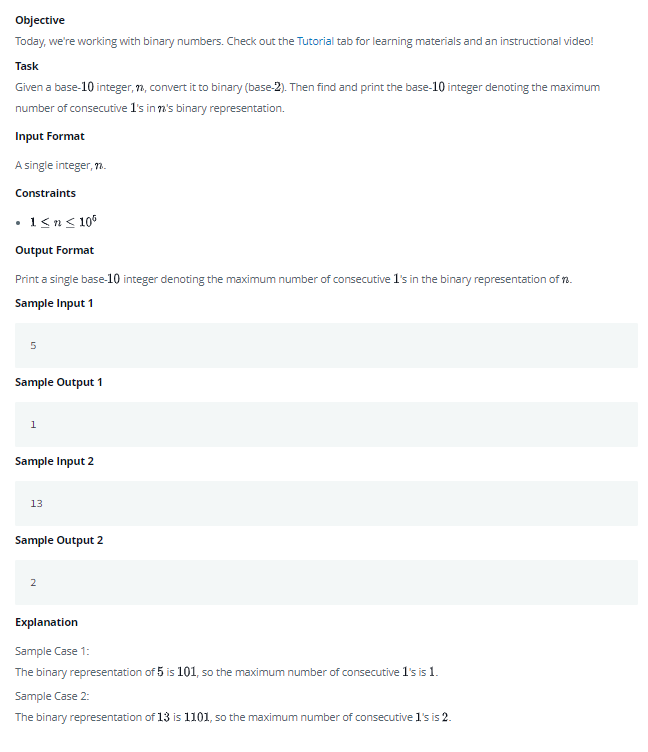 Objective
Today, we're working with binary numbers. Check out the Tutorial tab for learning materials and an instructional video!
Task
Given a base-10 integer, n, convert it to binary (base-2). Then find and print the base-10 integer denoting the maximum
number of consecutive 1's in n's binary representation.
Input Format
A single integer, n.
Constraints
• 1 ≤ n ≤ 10⁶
Output Format
Print a single base-10 integer denoting the maximum number of consecutive 1's in the binary representation of n.
Sample Input 1
5
Sample Output 1
1
Sample Input 2
13
Sample Output 2
2
Explanation
Sample Case 1:
The binary representation of 5 is 101, so the maximum number of consecutive 1's is 1.
Sample Case 2:
The binary representation of 13 is 1101, so the maximum number of consecutive 1's is 2.